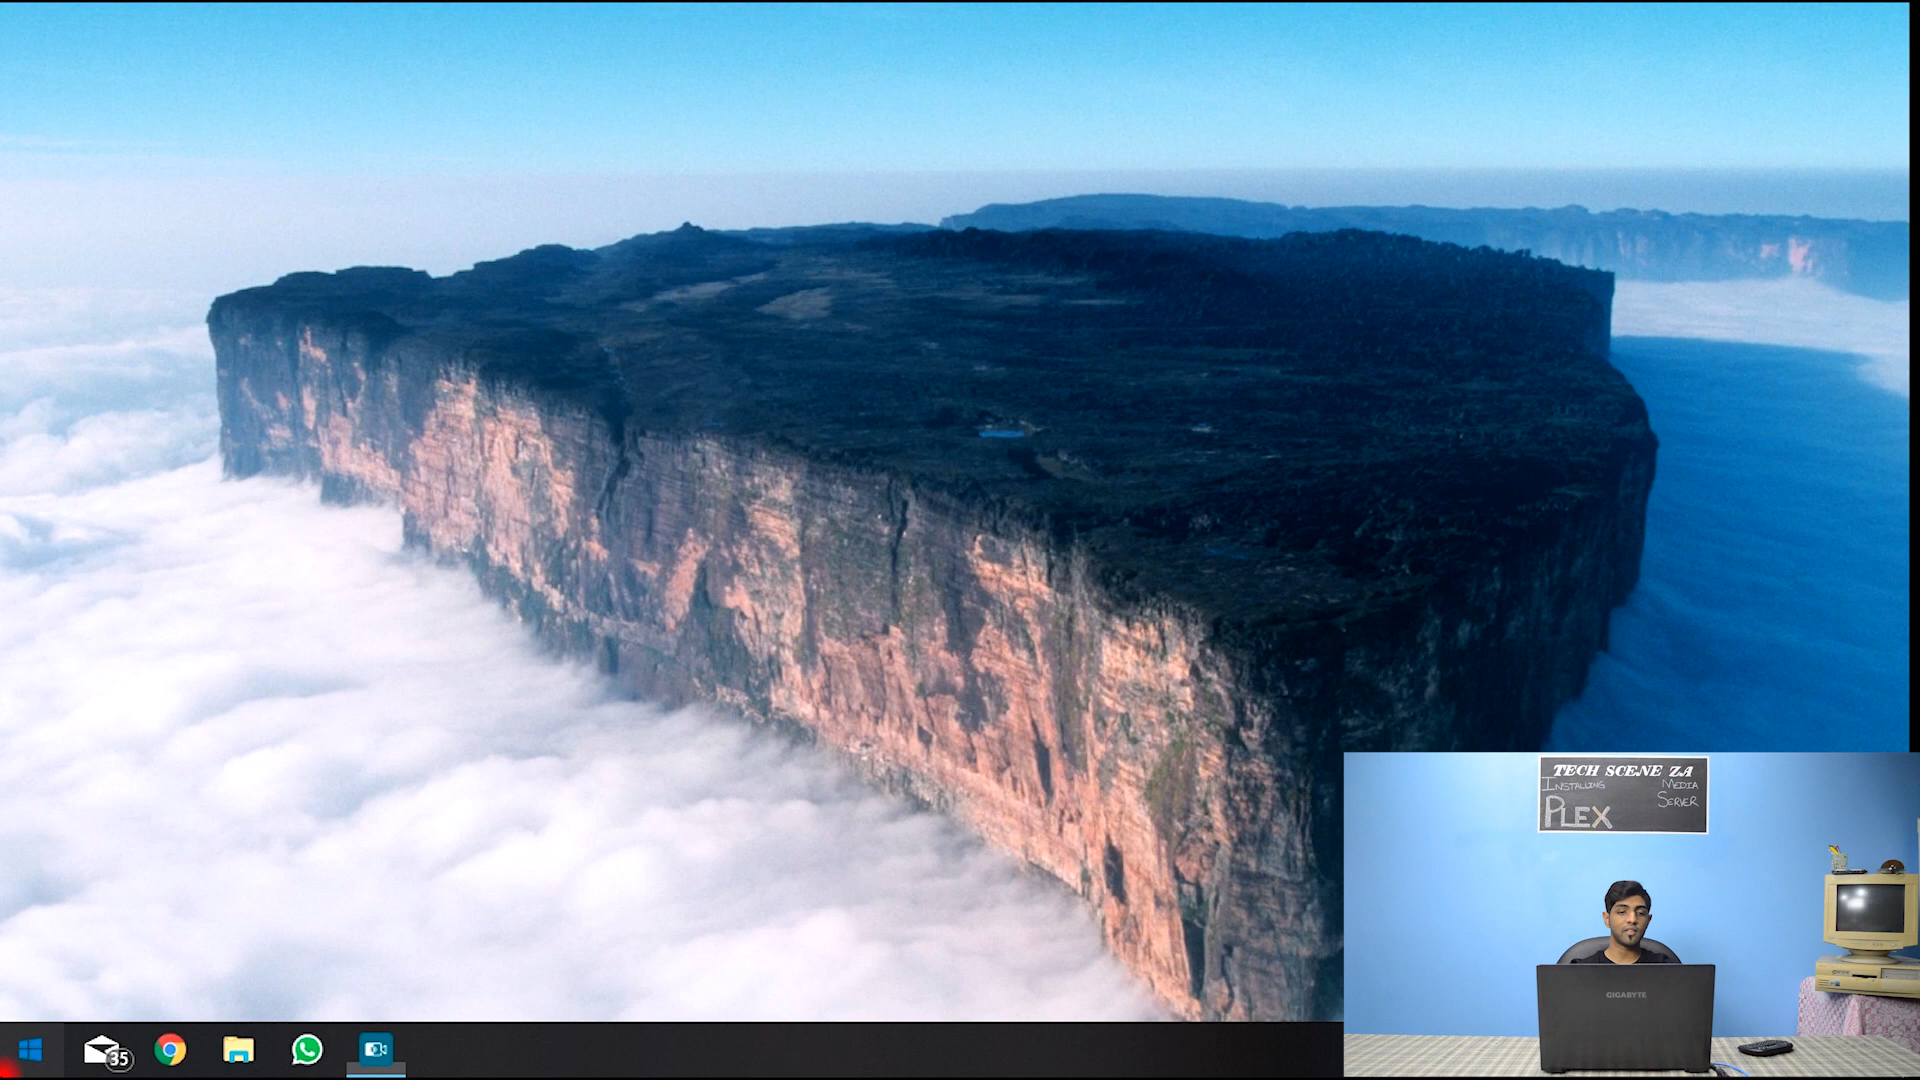 TECH SCENE ZA
INSTALLING MEDIA
PLEX SERVER
GIGABYTE
35